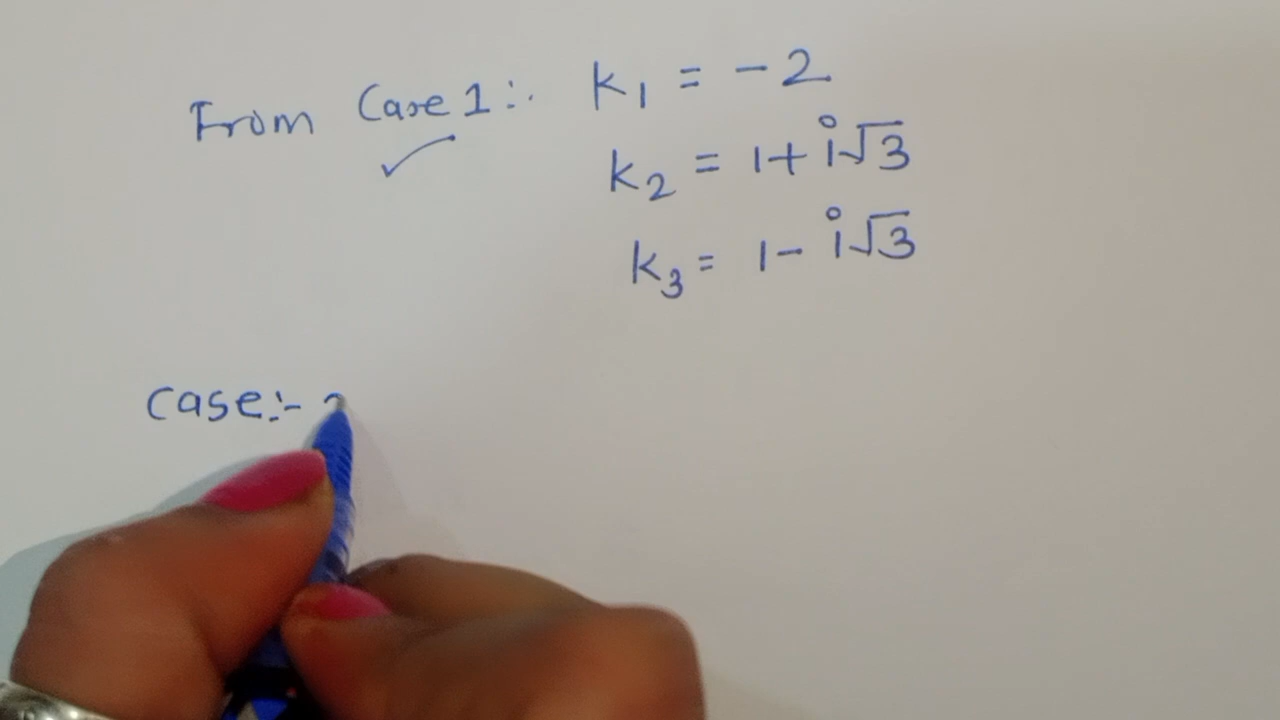 From Case 1:. k₁ = -2
k₂ = 1+ i√3
k₃ = 1- i√3
Case:-